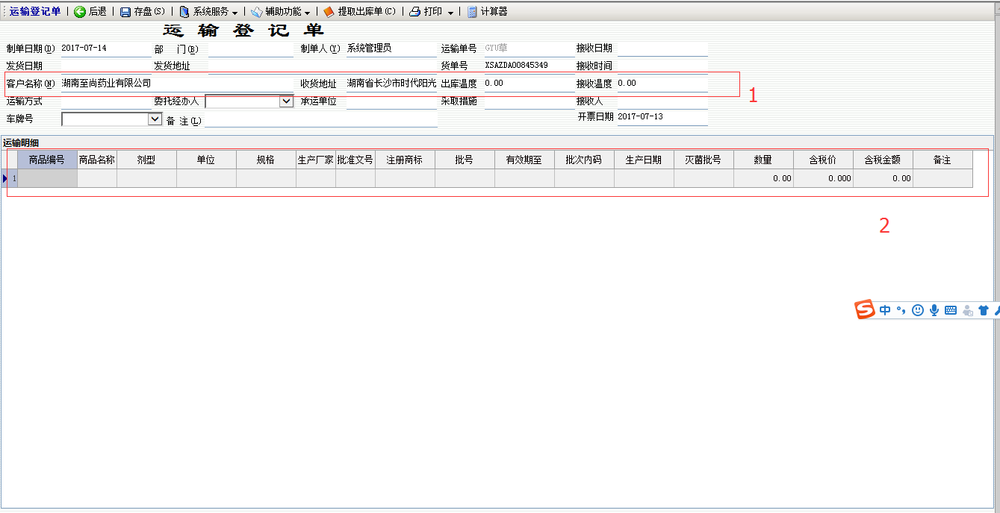 运输登记单 后退 存盘(S) 系统服务 辅助功能 提取出库单(C) 打印 计算器
运 输 登 记 单
制单日期(D) 2017-07-14 部 门(B) 制单人(Y) 系统管理员 运输单号 GYU草 接收日期
发货日期 发货地址 货单号 XSAZDA00845349 接收时间
客户名称(N) 湖南至尚药业有限公司 收货地址 湖南省长沙市时代阳光 出库温度 0.00 接收温度 0.00
1
运输方式 委托经办人 承运单位 采取措施 接收人
车牌号 备 注(L) 开票日期 2017-07-13
运输明细
商品编号 商品名称 剂型 单位 规格 生产厂家 批准文号 注册商标 批号 有效期至 批次内码 生产日期 灭菌批号 数量 含税价 含税金额 备注
1 0.00 0.000 0.00
2
S 中 °,